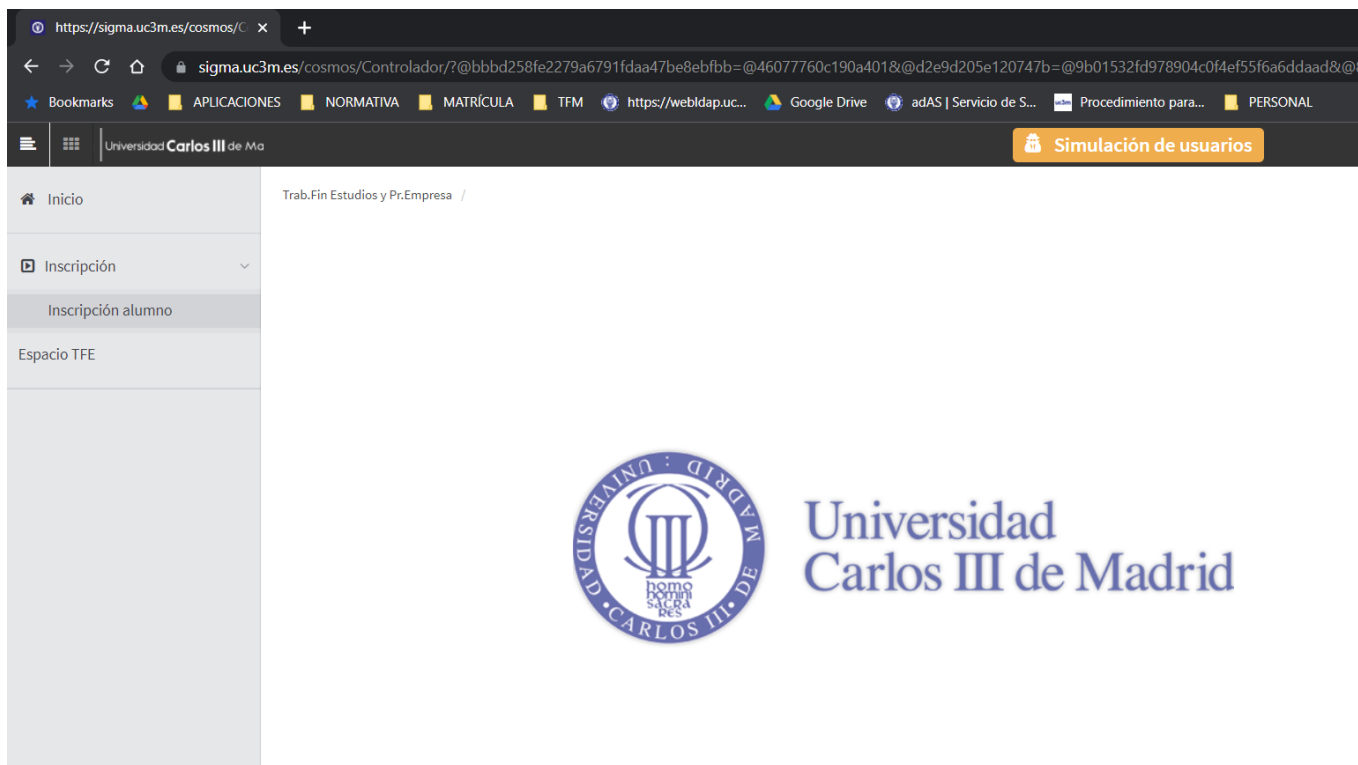 https://sigma.uc3m.es/cosmos/C
sigma.uc3m.es/cosmos/Controlador/?@bbbd258fe2279a6791fdaa47be8ebfbb=@46077760c190a401&@d2e9d205e120747b=@9b01532fd978904c0f4ef55f6a6ddaad&@8
Bookmarks APLICACIONES NORMATIVA MATRÍCULA TFM https://webldap.uc... Google Drive adAS | Servicio de S... Procedimiento para... PERSONAL
Universidad Carlos III de Ma
Simulación de usuarios
Inicio
Trab.Fin Estudios y Pr.Empresa /
Inscripción
Inscripción alumno
Espacio TFE
UNIVERSIDAD · CARLOS III · DE MADRID :
homo
homini
sacra
res
Universidad
Carlos III de Madrid